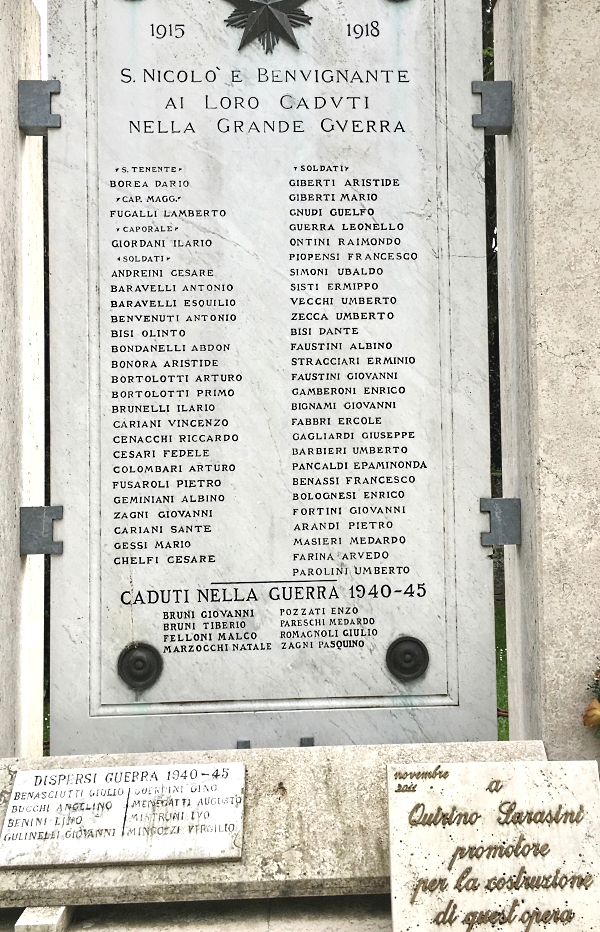 1915 1918
S. NICOLO` E BENVIGNANTE
AI LORO CADVTI
NELLA GRANDE GVERRA
S. TENENTE
BOREA DARIO
CAP. MAGG.
FUGALLI LAMBERTO
CAPORALE
GIORDANI ILARIO
SOLDATI
ANDREINI CESARE
BARAVELLI ANTONIO
BARAVELLI ESQUILIO
BENVENUTI ANTONIO
BISI OLINTO
BONDANELLI ABDON
BONORA ARISTIDE
BORTOLOTTI ARTURO
BORTOLOTTI PRIMO
BRUNELLI ILARIO
CARIANI VINCENZO
CENACCHI RICCARDO
CESARI FEDELE
COLOMBARI ARTURO
FUSAROLI PIETRO
GEMINIANI ALBINO
ZAGNI GIOVANNI
CARIANI SANTE
GESSI MARIO
CHELFI CESARE
SOLDATI
GIBERTI ARISTIDE
GIBERTI MARIO
GNUDI GUELFO
GUERRA LEONELLO
ONTINI RAIMONDO
PIOPENSI FRANCESCO
SIMONI UBALDO
SISTI ERMIPPO
VECCHI UMBERTO
ZECCA UMBERTO
BISI DANTE
FAUSTINI ALBINO
STRACCIARI ERMINIO
FAUSTINI GIOVANNI
GAMBERONI ENRICO
BIGNAMI GIOVANNI
FABBRI ERCOLE
GAGLIARDI GIUSEPPE
BARBIERI UMBERTO
PANCALDI EPAMINONDA
BENASSI FRANCESCO
BOLOGNESI ENRICO
FORTINI GIOVANNI
ARANDI PIETRO
MASIERI MEDARDO
FARINA ARVEDO
PAROLINI UMBERTO
CADUTI NELLA GUERRA 1940-45
BRUNI GIOVANNI
BRUNI TIBERIO
FELLONI MALCO
MARZOCCHI NATALE
POZZATI ENZO
PARESCHI MEDARDO
ROMAGNOLI GIULIO
ZAGNI PASQUINO
DISPERSI GUERRA 1940-45
BENASCIUTTI GIULIO
BUCCHI ANGELINO
BENINI LINO
GULINELLI GIOVANNI
GUERRINI GINO
MENEGATTI AUGUSTO
MISTRUNI IVO
MINGOZZI VIRGILIO
novembre
2011
a
Quirino Sarasini
promotore
per la costruzione
di quest'opera